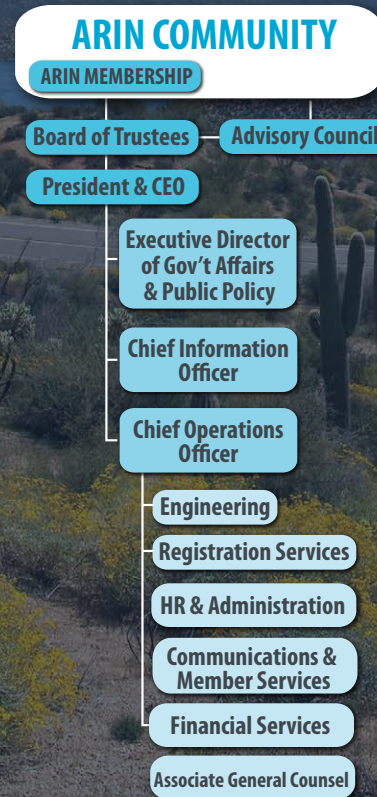 ARIN COMMUNITY
ARIN MEMBERSHIP
Board of Trustees
Advisory Council
President & CEO
Executive Director
of Gov't Affairs
& Public Policy
Chief Information
Officer
Chief Operations
Officer
Engineering
Registration Services
HR & Administration
Communications &
Member Services
Financial Services
Associate General Counsel